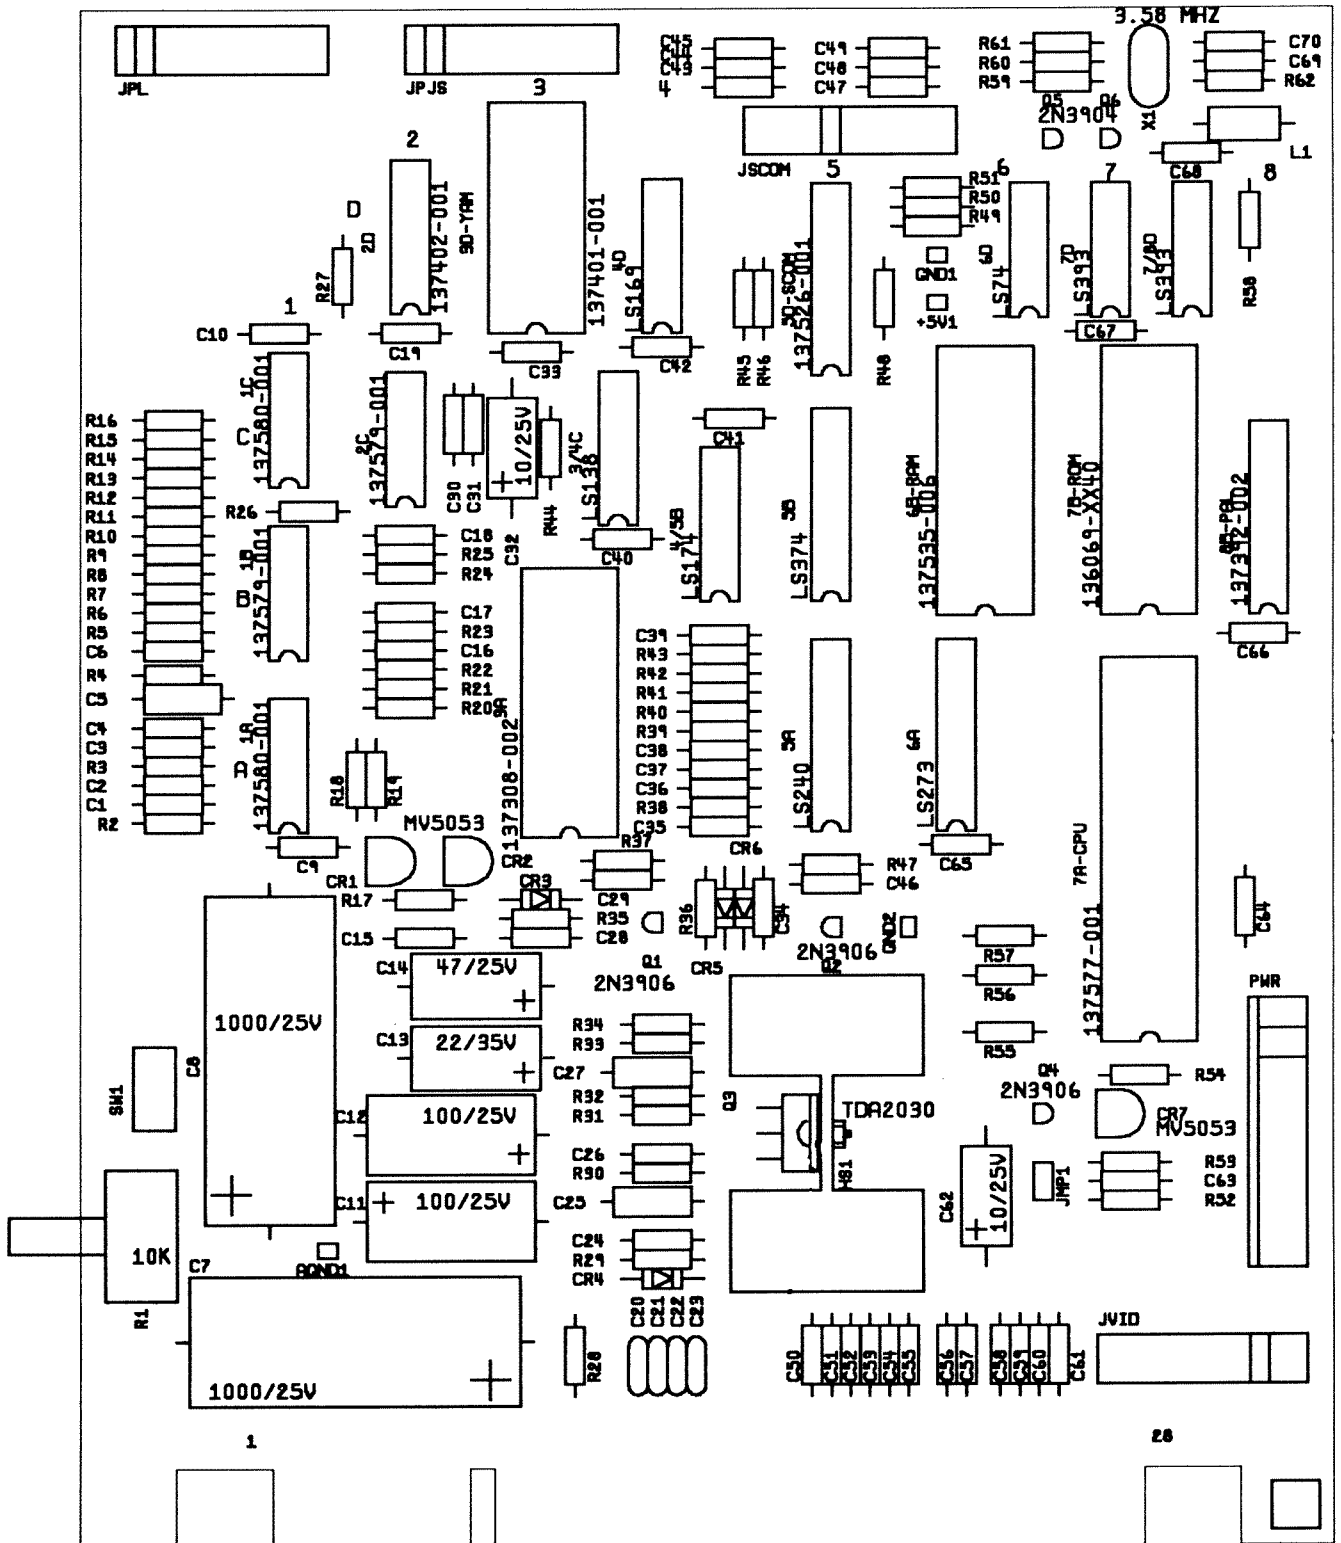 3.58 MHZ
C45
C43
4
C49
C48
C47
R61
R60
R59
C70
C69
R62
JPL
JPJS
3
Q5
Q6
2N3904
X1
L1
2
JSCOM
5
R51
R50
R49
6
7
C68
8
D
2D
137402-001
9D-YAM
137401-001
4D
LS169
5D-SCOM
137526-001
GND1
+5V1
6D
LS74
7D
LS393
7/8D
LS393
R58
R27
1
C10
C19
C33
C42
R45
R46
R48
C67
1C
C
137580-001
2C
137579-001
C30
C31
10/25V
+
C32
R44
3/4C
LS138
C40
C41
R16
R15
R14
R13
R12
R11
R10
R9
R8
R7
R6
R5
C6
R4
C5
C4
C3
R3
C2
C1
R2
R26
1B
B
137579-001
C18
R25
R24
C17
R23
C16
R22
R21
R20
3A
137308-002
4/5B
LS174
5B
LS374
6B-RAM
137535-006
7B-ROM
136069-XX40
8B-PAL
137392-002
C66
C39
R43
R42
R41
R40
R39
C38
C37
C36
R38
C35
1A
A
137580-001
R18
R19
5A
LS240
6A
LS273
7A-CPU
137577-001
C9
MV5053
CR1
CR2
R17
C15
CR3
R37
C29
R35
C28
CR6
R36
C34
CR5
R47
C46
C65
C64
Q1
2N3906
2N3906
Q2
GND2
R57
R56
R55
PWR
C14
47/25V
+
C13
22/35V
+
C8
1000/25V
+
SW1
C12
100/25V
+
C11
+
100/25V
R34
R33
C27
R32
R31
C26
R30
C25
C24
R29
CR4
Q3
TDA2030
HS1
Q4
2N3906
R54
CR7
MV5053
C62
10/25V
+
JMP1
R53
C63
R52
10K
R1
AGND1
C7
1000/25V
+
R28
C20
C21
C22
C23
C50
C51
C52
C53
C54
C55
C56
C57
C58
C59
C60
C61
JVID
1
28